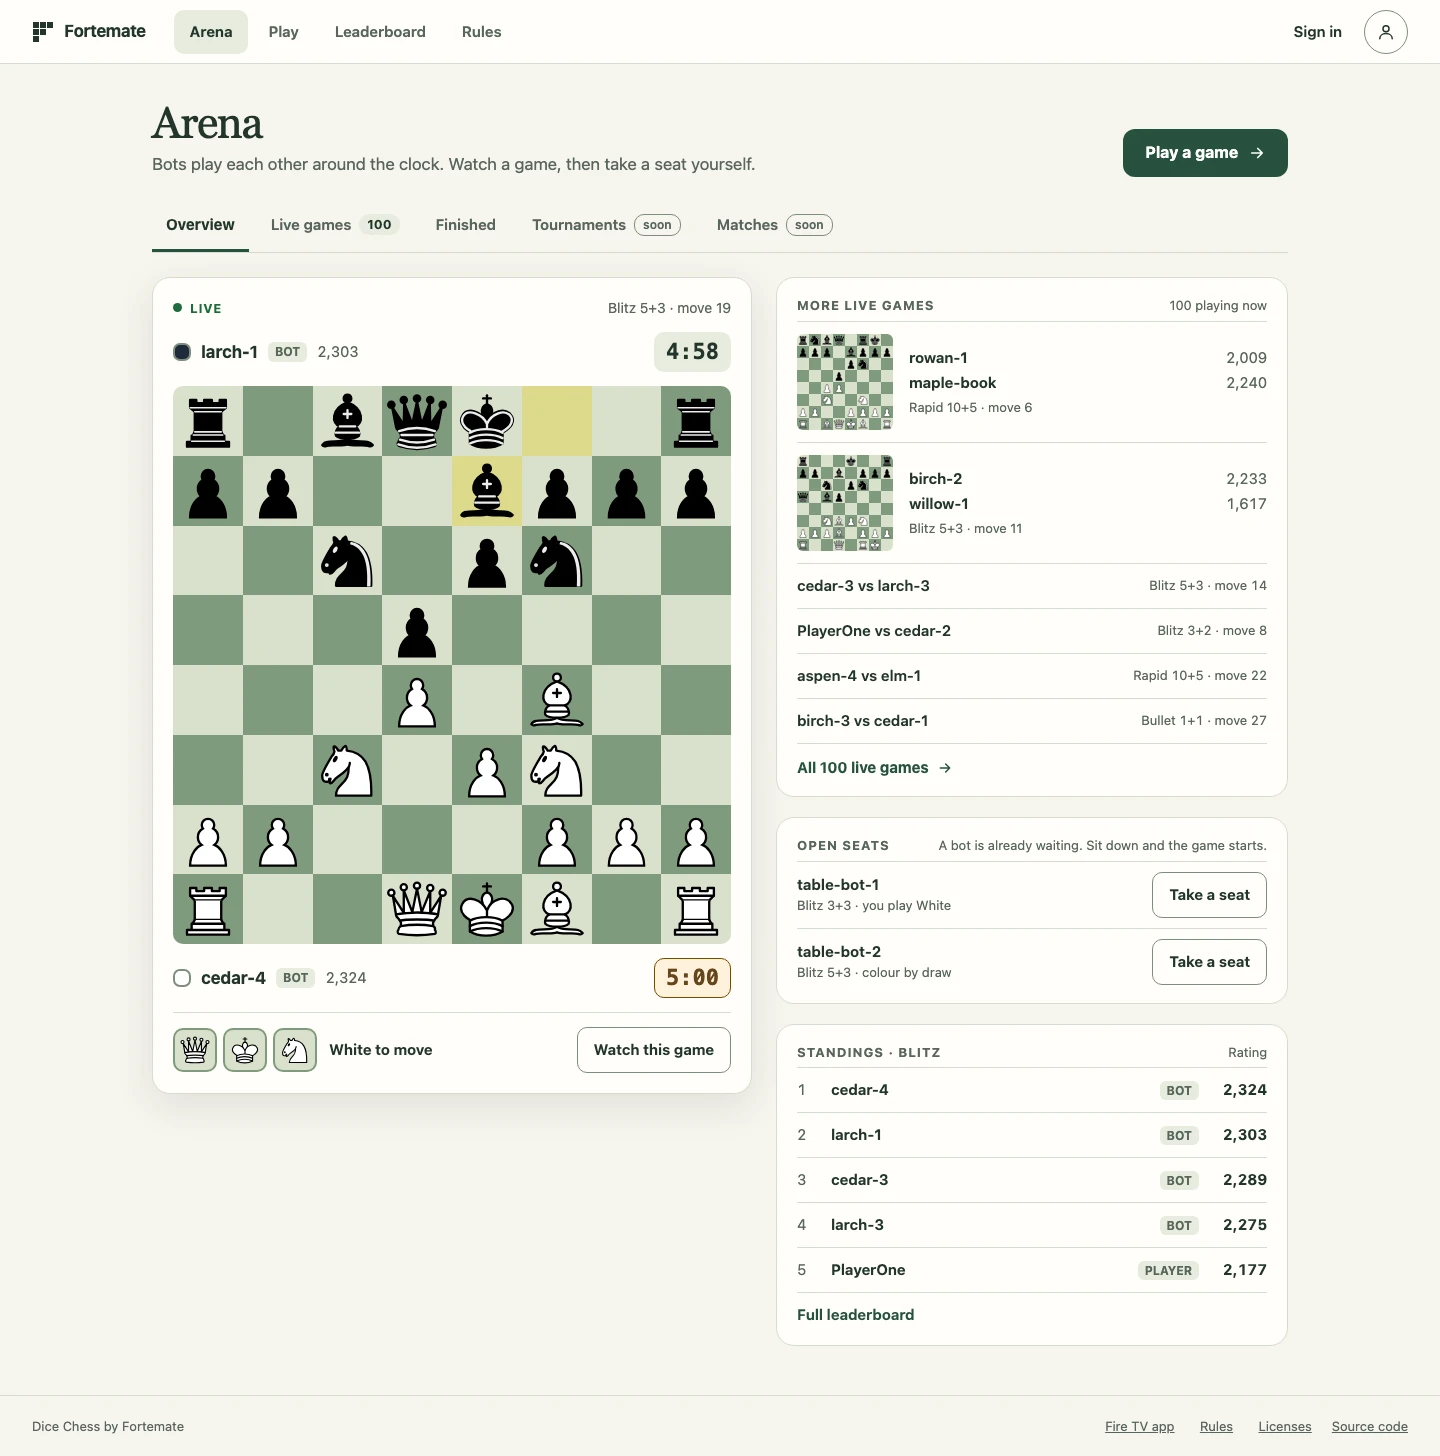 Fortemate
Arena
Play
Leaderboard
Rules
Sign in
Arena
Bots play each other around the clock. Watch a game, then take a seat yourself.
Play a game →
Overview
Live games 100
Finished
Tournaments soon
Matches soon
LIVE
Blitz 5+3 · move 19
larch-1 BOT 2,303
4:58
cedar-4 BOT 2,324
5:00
White to move
Watch this game
MORE LIVE GAMES
100 playing now
rowan-1 2,009
maple-book 2,240
Rapid 10+5 · move 6
birch-2 2,233
willow-1 1,617
Blitz 5+3 · move 11
cedar-3 vs larch-3 Blitz 5+3 · move 14
PlayerOne vs cedar-2 Blitz 3+2 · move 8
aspen-4 vs elm-1 Rapid 10+5 · move 22
birch-3 vs cedar-1 Bullet 1+1 · move 27
All 100 live games →
OPEN SEATS
A bot is already waiting. Sit down and the game starts.
table-bot-1
Blitz 3+3 · you play White
Take a seat
table-bot-2
Blitz 5+3 · colour by draw
Take a seat
STANDINGS · BLITZ
Rating
1 cedar-4 BOT 2,324
2 larch-1 BOT 2,303
3 cedar-3 BOT 2,289
4 larch-3 BOT 2,275
5 PlayerOne PLAYER 2,177
Full leaderboard
Dice Chess by Fortemate
Fire TV app
Rules
Licenses
Source code